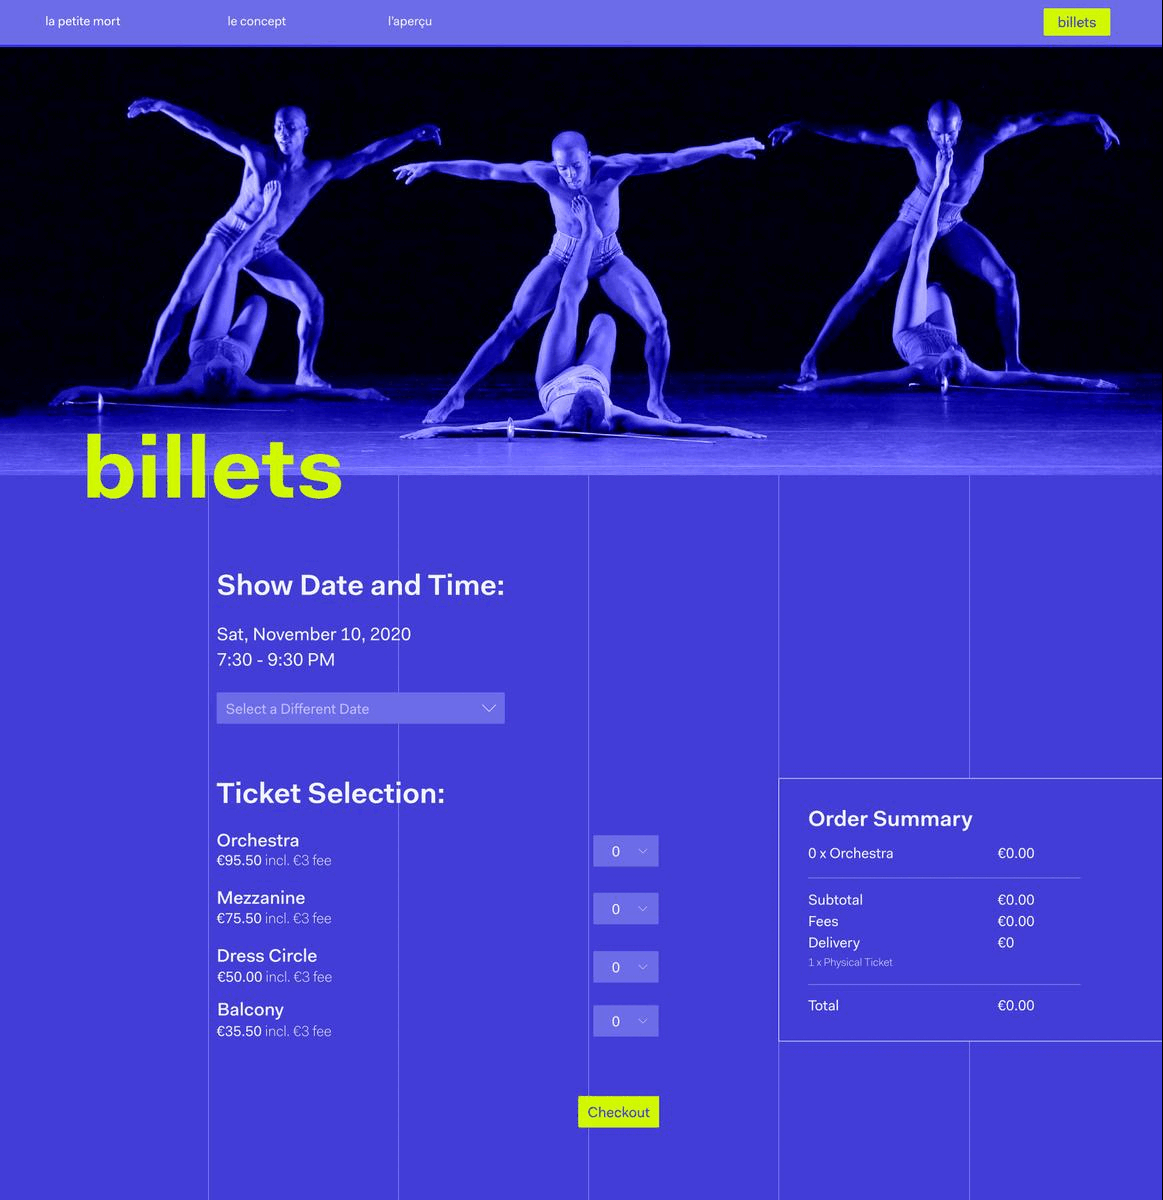 la petite mort
le concept
l'aperçu
billets
billets
Show Date and Time:
Sat, November 10, 2020
7:30 - 9:30 PM
Select a Different Date
Ticket Selection:
Orchestra
€95.50 incl. €3 fee
0
Mezzanine
€75.50 incl. €3 fee
0
Dress Circle
€50.00 incl. €3 fee
0
Balcony
€35.50 incl. €3 fee
0
Checkout
Order Summary
0 x Orchestra €0.00
Subtotal €0.00
Fees €0.00
Delivery €0
1 x Physical Ticket
Total €0.00